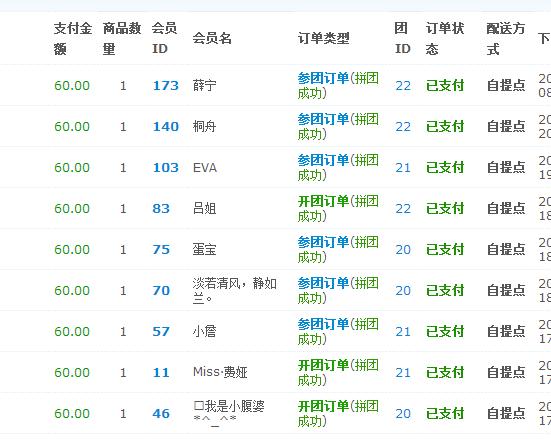 支付金额 商品数量 会员ID 会员名 订单类型 团ID 订单状态 配送方式 下
60.00 1 173 薛宁 参团订单(拼团成功) 22 已支付 自提点 20 08
60.00 1 140 桐舟 参团订单(拼团成功) 22 已支付 自提点 20 20
60.00 1 103 EVA 参团订单(拼团成功) 21 已支付 自提点 20 19
60.00 1 83 吕姐 开团订单(拼团成功) 22 已支付 自提点 20 18
60.00 1 75 蛋宝 参团订单(拼团成功) 20 已支付 自提点 20 18
60.00 1 70 淡若清风，静如兰。 参团订单(拼团成功) 20 已支付 自提点 20 18
60.00 1 57 小詹 参团订单(拼团成功) 21 已支付 自提点 20 17
60.00 1 11 Miss·费娅 开团订单(拼团成功) 21 已支付 自提点 20 17
60.00 1 46 □我是小腹婆*^_^* 开团订单(拼团成功) 20 已支付 自提点 20 17